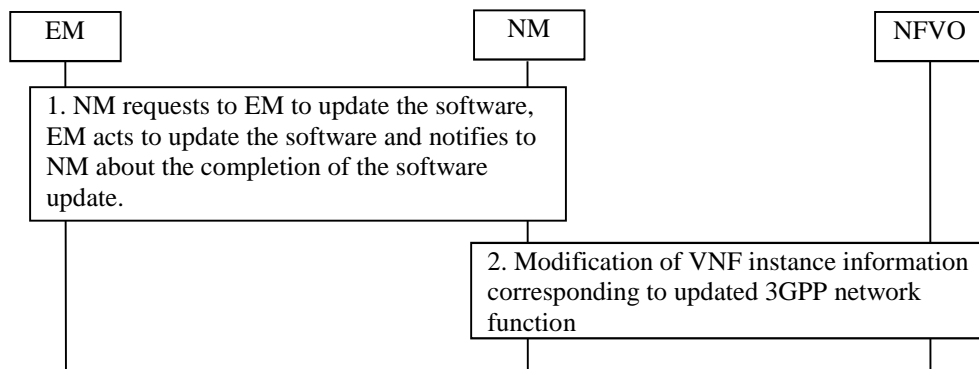 EM
NM
NFVO
1. NM requests to EM to update the software,
EM acts to update the software and notifies to
NM about the completion of the software
update.
2. Modification of VNF instance information
corresponding to updated 3GPP network
function